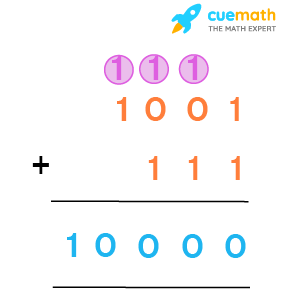 cuemath
THE MATH EXPERT
1 1 1
1 0 0 1
+ 1 1 1
1 0 0 0 0